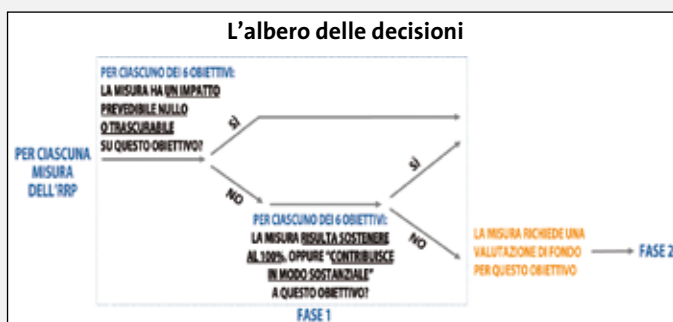 L'albero delle decisioni
PER CIASCUNO DEI 6 OBIETTIVI:
LA MISURA HA UN IMPATTO
PREVEDIBILE NULLO
O TRASCURABILE
SU QUESTO OBIETTIVO?
SÌ
NO
PER CIASCUNA
MISURA
DELL'RRP
PER CIASCUNO DEI 6 OBIETTIVI:
LA MISURA RISULTA SOSTENERE
AL 100%, OPPURE "CONTRIBUISCE
IN MODO SOSTANZIALE"
A QUESTO OBIETTIVO?
SÌ
NO
LA MISURA RICHIEDE UNA
VALUTAZIONE DI FONDO
PER QUESTO OBIETTIVO
FASE 2
FASE 1